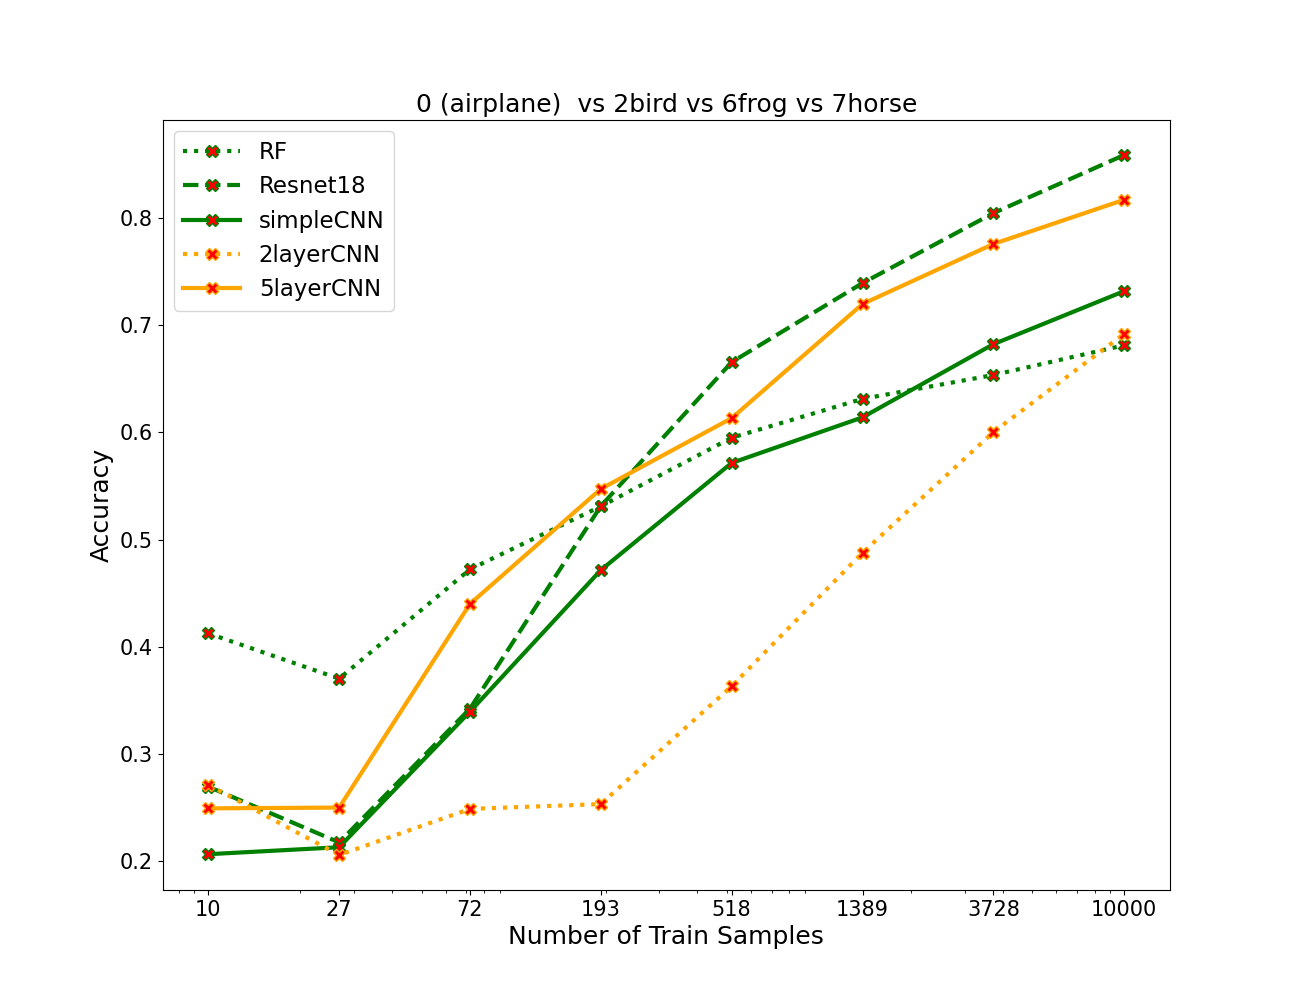 0 (airplane)  vs 2bird vs 6frog vs 7horse
RF
Resnet18
simpleCNN
2layerCNN
5layerCNN
Accuracy
0.8
0.7
0.6
0.5
0.4
0.3
0.2
10 27 72 193 518 1389 3728 10000
Number of Train Samples